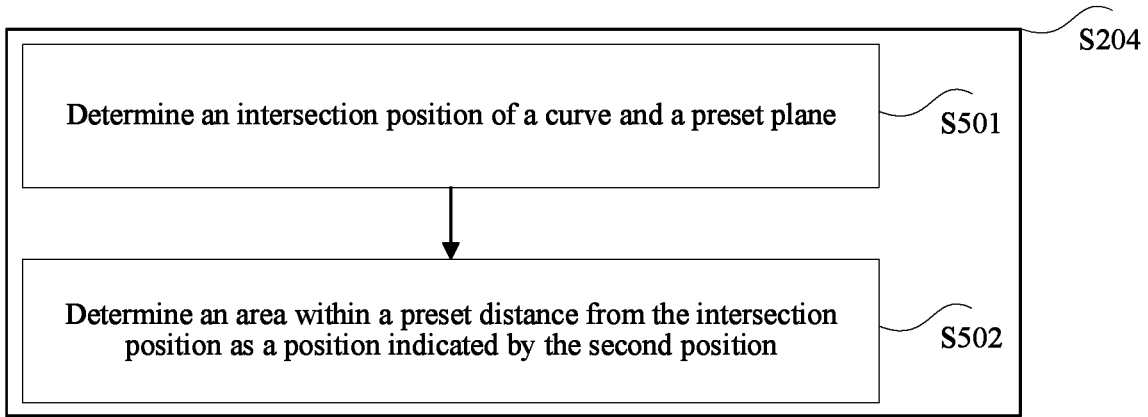 S204
Determine an intersection position of a curve and a preset plane
S501
Determine an area within a preset distance from the intersection
position as a position indicated by the second position
S502